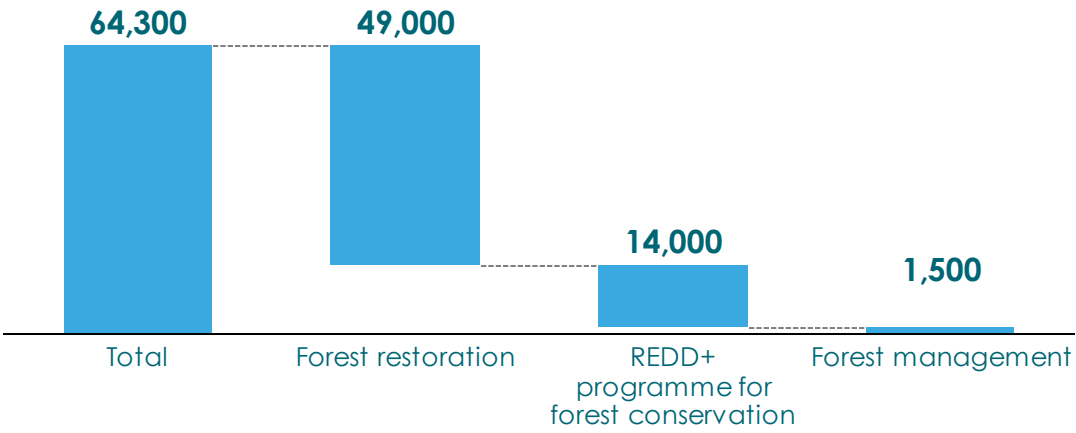 64,300
49,000
14,000
1,500
Total
Forest restoration
REDD+
programme for
forest conservation
Forest management